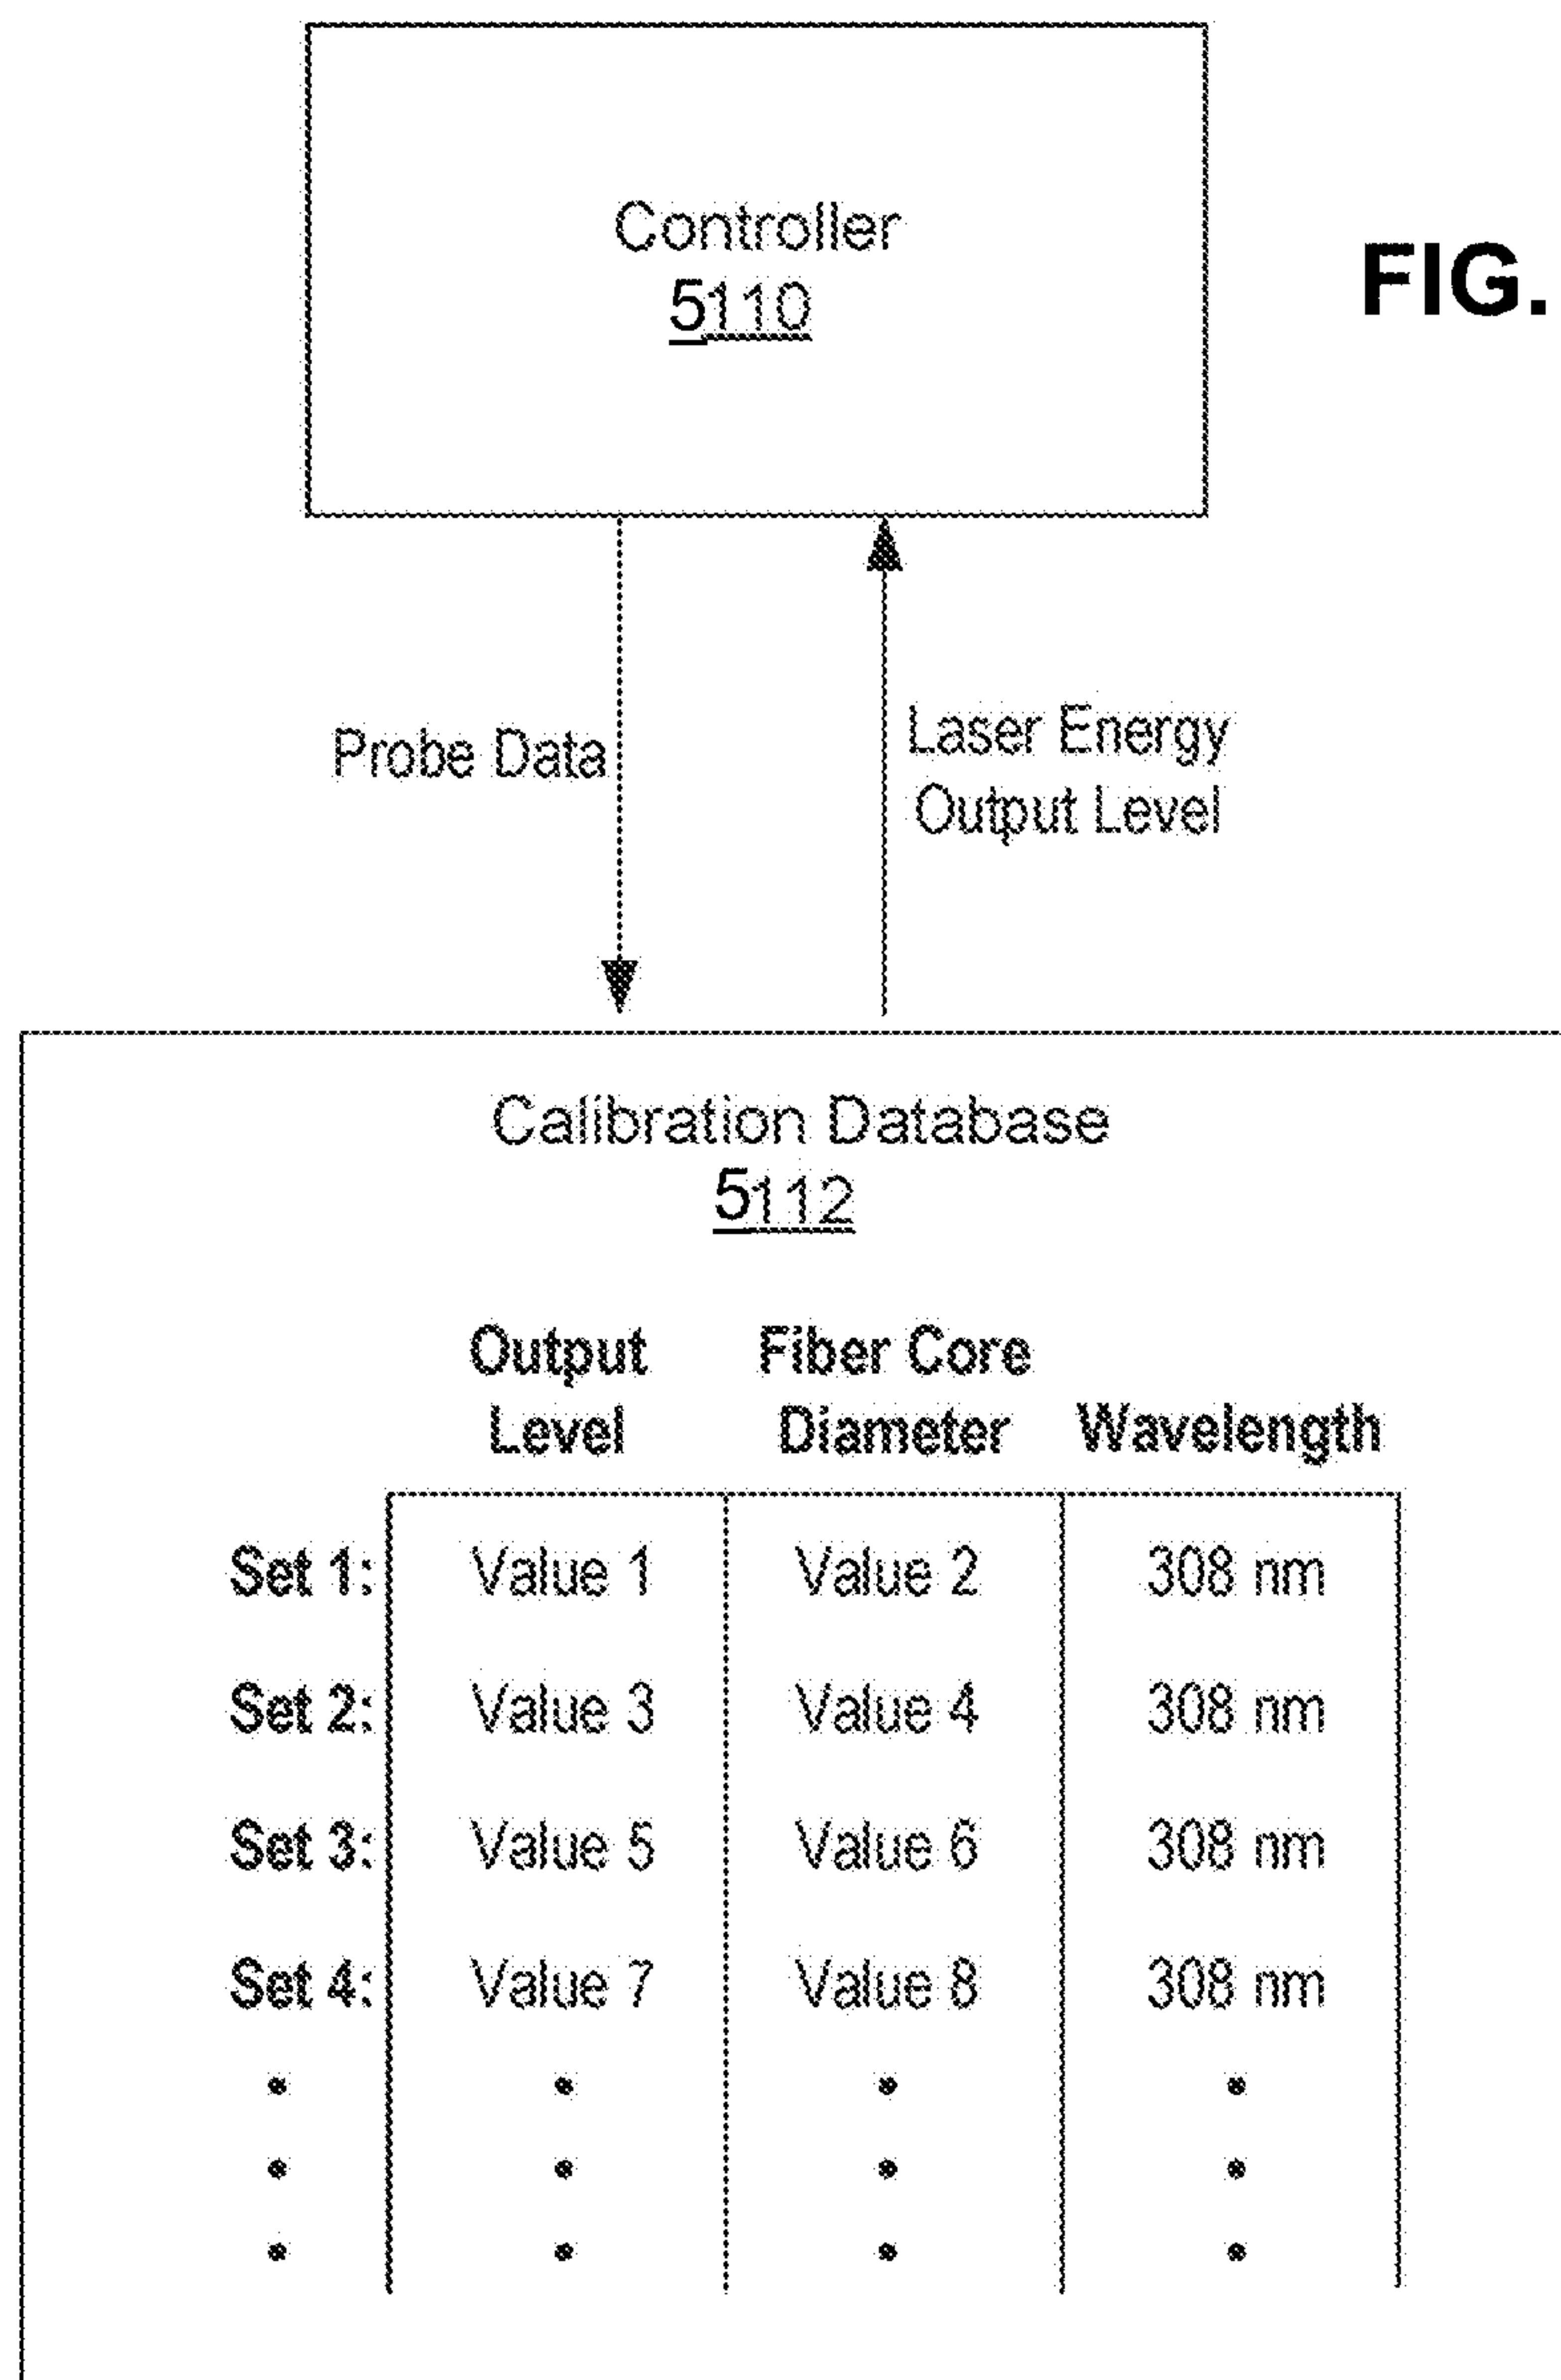 Controller
5110
FIG.
Probe Data
Laser Energy
Output Level
Calibration Database
5112
Output Level
Fiber Core Diameter
Wavelength
Set 1: Value 1 Value 2 308 nm
Set 2: Value 3 Value 4 308 nm
Set 3: Value 5 Value 6 308 nm
Set 4: Value 7 Value 8 308 nm